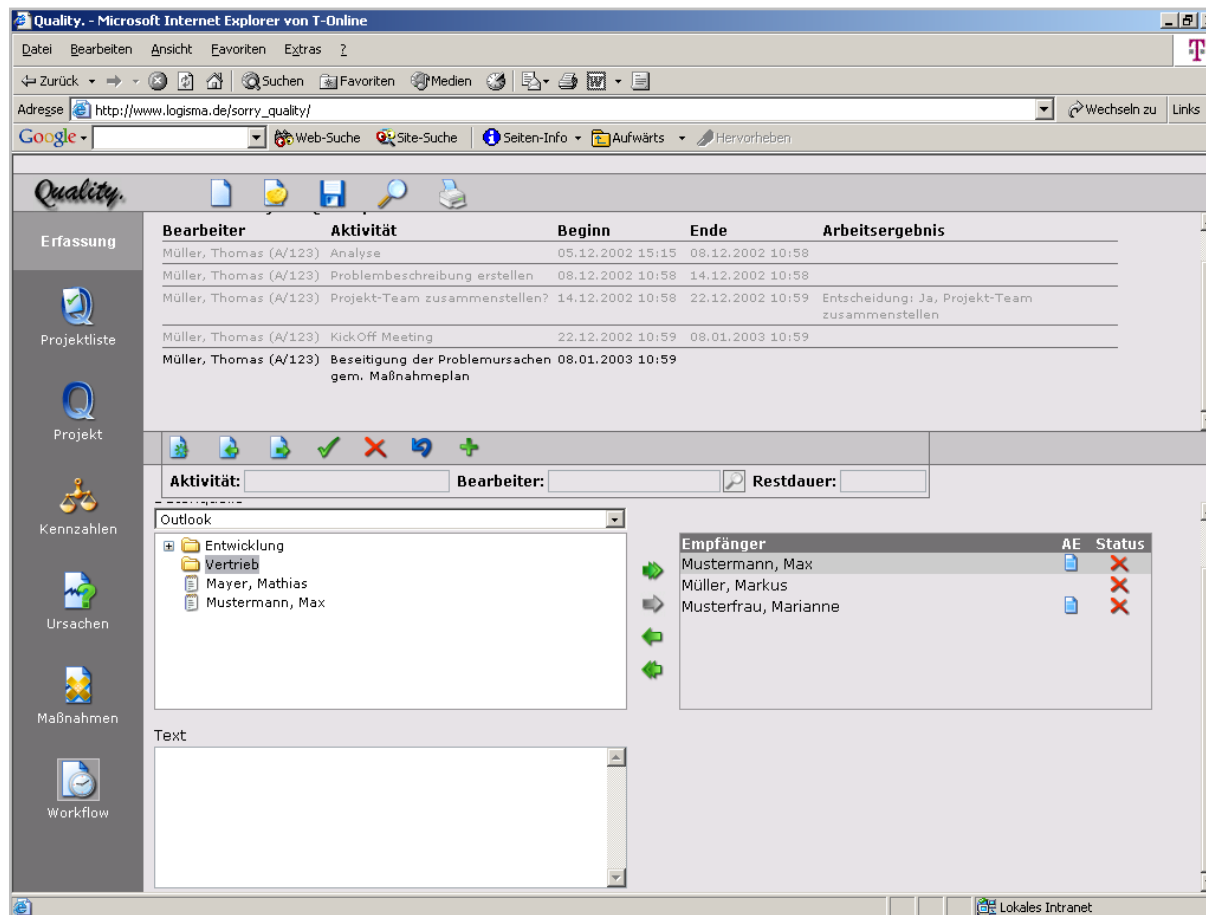 Quality. - Microsoft Internet Explorer von T-Online
Datei Bearbeiten Ansicht Favoriten Extras ?
T
Zurück Suchen Favoriten Medien
Adresse http://www.logisma.de/sorry_quality/ Wechseln zu Links
Google Web-Suche Site-Suche Seiten-Info Aufwärts Hervorheben
Quality.
Erfassung
Projektliste
Projekt
Kennzahlen
Ursachen
Maßnahmen
Workflow
Bearbeiter Aktivität Beginn Ende Arbeitsergebnis
Müller, Thomas (A/123) Analyse 05.12.2002 15:15 08.12.2002 10:58
Müller, Thomas (A/123) Problembeschreibung erstellen 08.12.2002 10:58 14.12.2002 10:58
Müller, Thomas (A/123) Projekt-Team zusammenstellen? 14.12.2002 10:58 22.12.2002 10:59 Entscheidung: Ja, Projekt-Team
zusammenstellen
Müller, Thomas (A/123) KickOff Meeting 22.12.2002 10:59 08.01.2003 10:59
Müller, Thomas (A/123) Beseitigung der Problemursachen 08.01.2003 10:59
gem. Maßnahmeplan
Aktivität: Bearbeiter: Restdauer:
Outlook
Entwicklung
Vertrieb
Mayer, Mathias
Mustermann, Max
Empfänger AE Status
Mustermann, Max
Müller, Markus
Musterfrau, Marianne
Text
Lokales Intranet